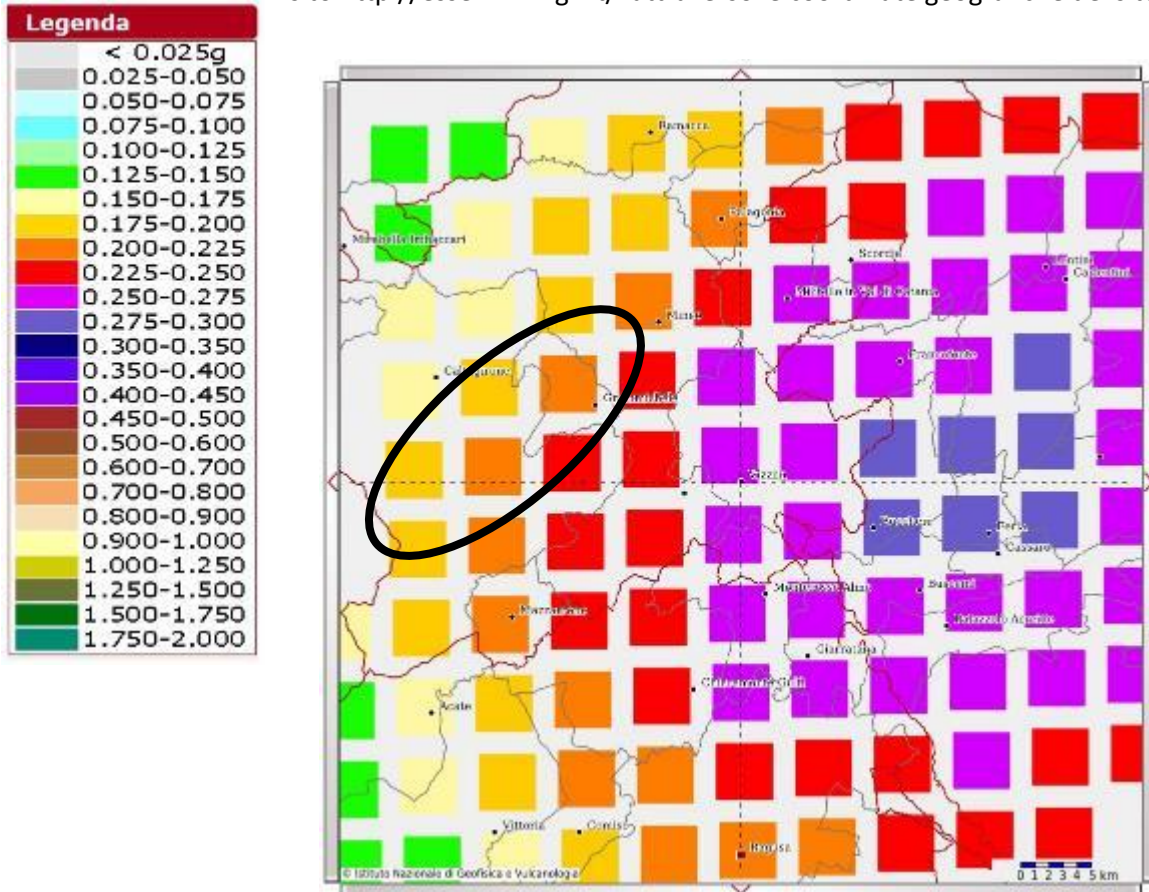 Legenda
< 0.025g
0.025-0.050
0.050-0.075
0.075-0.100
0.100-0.125
0.125-0.150
0.150-0.175
0.175-0.200
0.200-0.225
0.225-0.250
0.250-0.275
0.275-0.300
0.300-0.350
0.350-0.400
0.400-0.450
0.450-0.500
0.500-0.600
0.600-0.700
0.700-0.800
0.800-0.900
0.900-1.000
1.000-1.250
1.250-1.500
1.500-1.750
1.750-2.000
Ramacca
Palagonia
Mirabella Imbaccari
Scordia
Lentini
Carlentini
Militello in Val di Catania
Mineo
Francofonte
Caltagirone
Grammichele
Vizzini
Buccheri
Ferla
Cassaro
Buscemi
Monterosso Almo
Mazzarrone
Palazzolo Acreide
Giarratana
Chiaramonte Gulfi
Acate
Vittoria
Comiso
Ragusa
© Istituto Nazionale di Geofisica e Vulcanologia
0 1 2 3 4 5 km